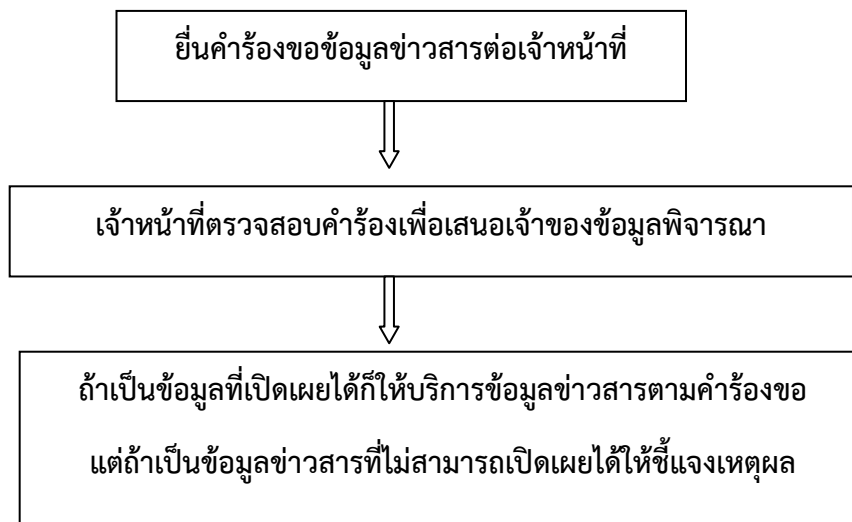 ยื่นคำร้องขอข้อมูลข่าวสารต่อเจ้าหน้าที่
เจ้าหน้าที่ตรวจสอบคำร้องเพื่อเสนอเจ้าของข้อมูลพิจารณา
ถ้าเป็นข้อมูลที่เปิดเผยได้ก็ให้บริการข้อมูลข่าวสารตามคำร้องขอ
แต่ถ้าเป็นข้อมูลข่าวสารที่ไม่สามารถเปิดเผยได้ให้ชี้แจงเหตุผล